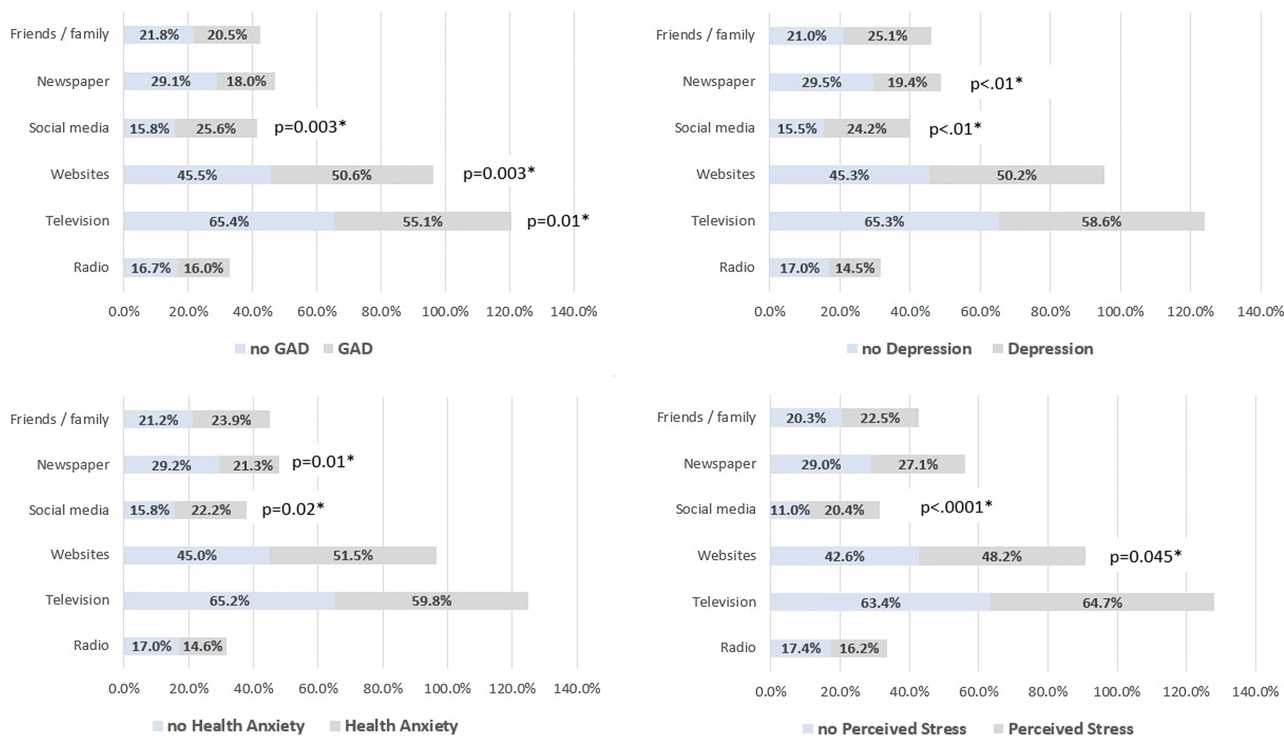 Friends / family 21.8% 20.5%
Newspaper 29.1% 18.0%
Social media 15.8% 25.6% p=0.003*
Websites 45.5% 50.6% p=0.003*
Television 65.4% 55.1% p=0.01*
Radio 16.7% 16.0%
0.0% 20.0% 40.0% 60.0% 80.0% 100.0% 120.0% 140.0%
no GAD GAD
Friends / family 21.0% 25.1%
Newspaper 29.5% 19.4% p<.01*
Social media 15.5% 24.2% p<.01*
Websites 45.3% 50.2%
Television 65.3% 58.6%
Radio 17.0% 14.5%
0.0% 20.0% 40.0% 60.0% 80.0% 100.0% 120.0% 140.0%
no Depression Depression
Friends / family 21.2% 23.9%
Newspaper 29.2% 21.3% p=0.01*
Social media 15.8% 22.2% p=0.02*
Websites 45.0% 51.5%
Television 65.2% 59.8%
Radio 17.0% 14.6%
0.0% 20.0% 40.0% 60.0% 80.0% 100.0% 120.0% 140.0%
no Health Anxiety Health Anxiety
Friends / family 20.3% 22.5%
Newspaper 29.0% 27.1%
Social media 11.0% 20.4% p<.0001*
Websites 42.6% 48.2% p=0.045*
Television 63.4% 64.7%
Radio 17.4% 16.2%
0.0% 20.0% 40.0% 60.0% 80.0% 100.0% 120.0% 140.0%
no Perceived Stress Perceived Stress